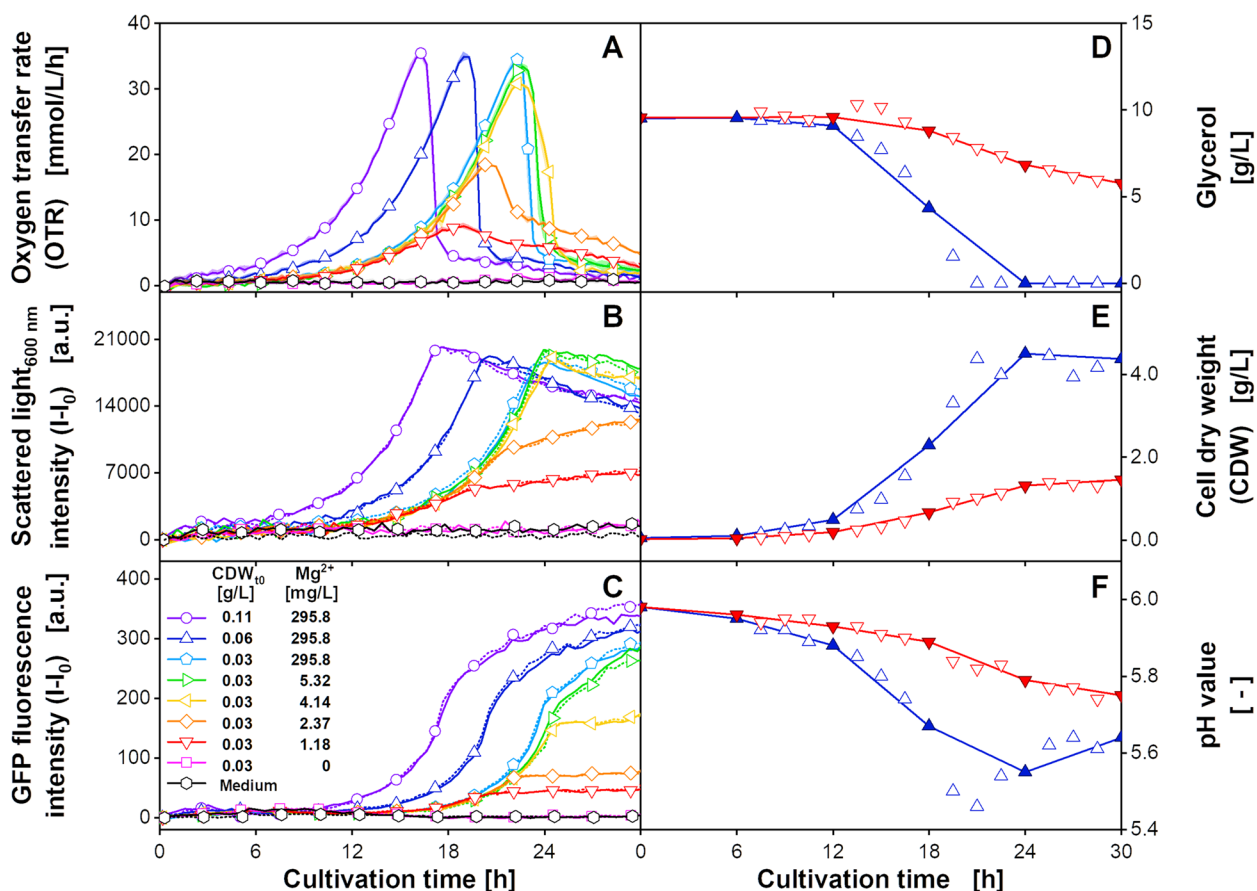 Oxygen transfer rate
(OTR) [mmol/L/h]
40
30
20
10
0
A
D
15
10
5
0
Glycerol
[g/L]
Scattered light600 nm
intensity (I-I0) [a.u.]
21000
14000
7000
0
B
E
4.0
2.0
0.0
Cell dry weight
(CDW) [g/L]
GFP fluorescence
intensity (I-I0) [a.u.]
400
300
200
100
0
C
CDWt0 Mg2+
[g/L] [mg/L]
0.11 295.8
0.06 295.8
0.03 295.8
0.03 5.32
0.03 4.14
0.03 2.37
0.03 1.18
0.03 0
Medium
F
6.0
5.8
5.6
5.4
pH value
[ - ]
0 6 12 18 24 0 6 12 18 24 30
Cultivation time [h] Cultivation time [h]